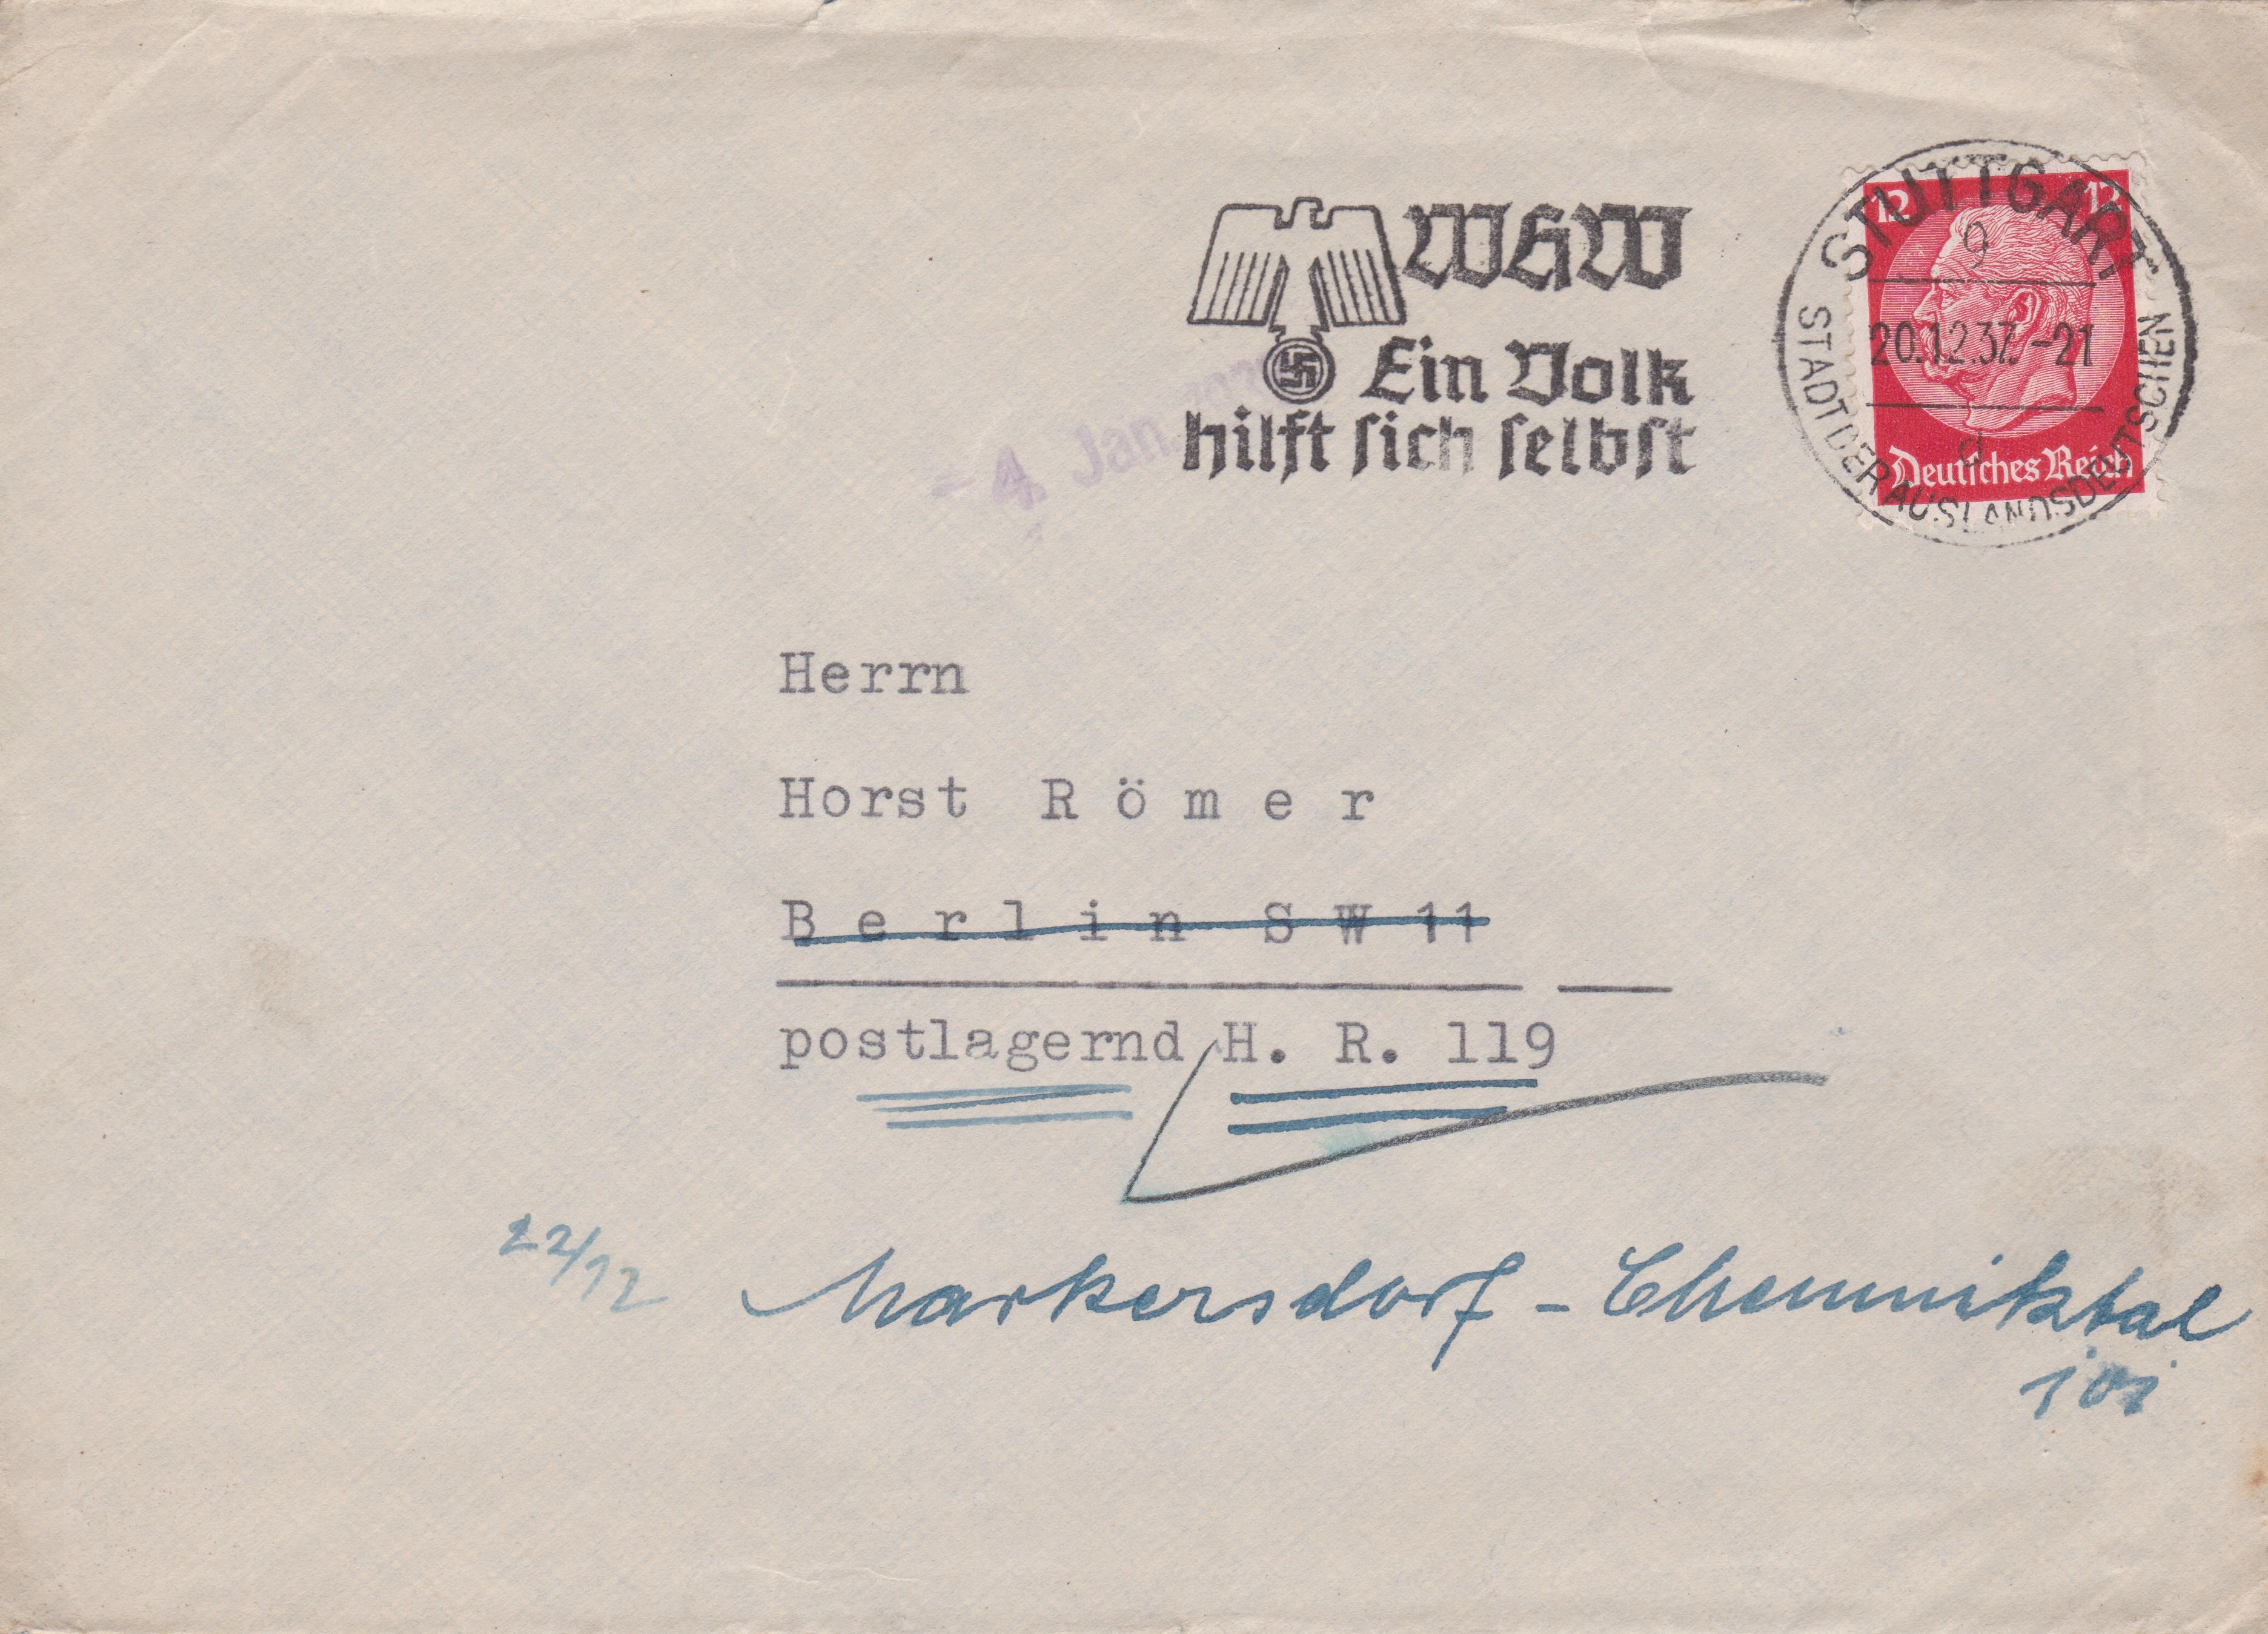 WHW
Ein Volk
hilft sich selbst
STUTTGART
9
20.12.37.-21
d
STADT DER AUSLANDSDEUTSCHEN
12 12
Deutsches Reich
- 4. Jan.
Herrn
Horst Römer
Berlin SW 11
postlagernd H. R. 119
22/12 Markersdorf - Chemnitztal